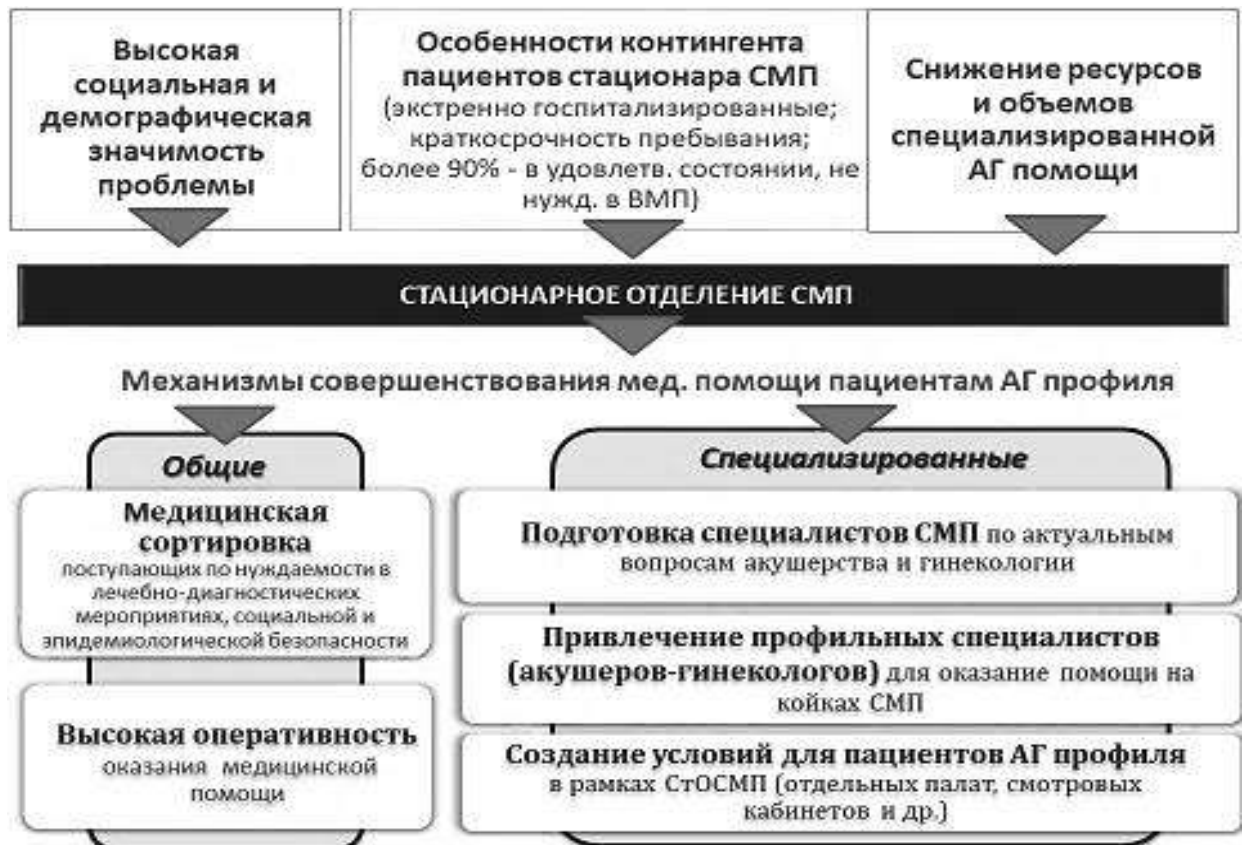 Высокая
социальная и
демографическая
значимость
проблемы
Особенности контингента
пациентов стационара СМП
(экстренно госпитализированные;
краткосрочность пребывания;
более 90% - в удовлетв. состоянии, не
нужд. в ВМП)
Снижение ресурсов
и объемов
специализированной
АГ помощи
СТАЦИОНАРНОЕ ОТДЕЛЕНИЕ СМП
Механизмы совершенствования мед. помощи пациентам АГ профиля
Общие
Медицинская
сортировка
поступающих по нуждаемости в
лечебно-диагностических
мероприятиях, социальной и
эпидемиологической безопасности
Высокая оперативность
оказания медицинской
помощи
Специализированные
Подготовка специалистов СМП по актуальным
вопросам акушерства и гинекологии
Привлечение профильных специалистов
(акушеров-гинекологов) для оказание помощи на
койках СМП
Создание условий для пациентов АГ профиля
в рамках СтОСМП (отдельных палат, смотровых
кабинетов и др.)